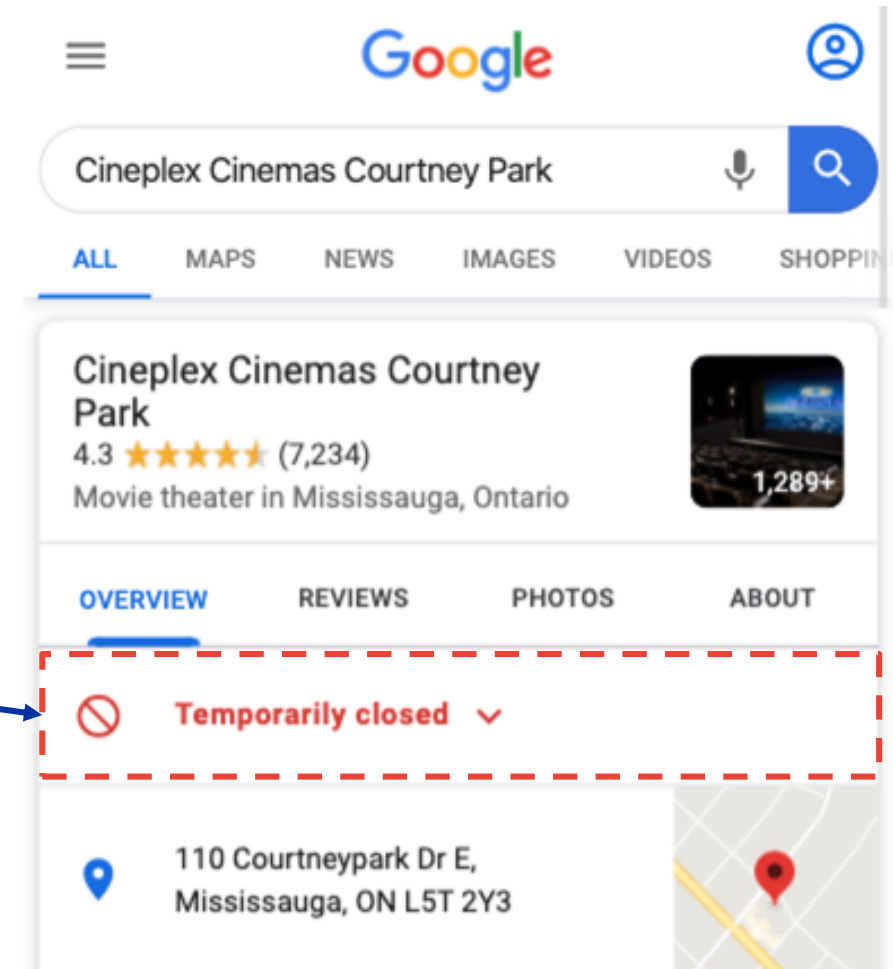 Google
Cineplex Cinemas Courtney Park
ALL MAPS NEWS IMAGES VIDEOS SHOPPIN
Cineplex Cinemas Courtney
Park
4.3 (7,234)
Movie theater in Mississauga, Ontario
1,289+
OVERVIEW REVIEWS PHOTOS ABOUT
Temporarily closed
110 Courtneypark Dr E,
Mississauga, ON L5T 2Y3